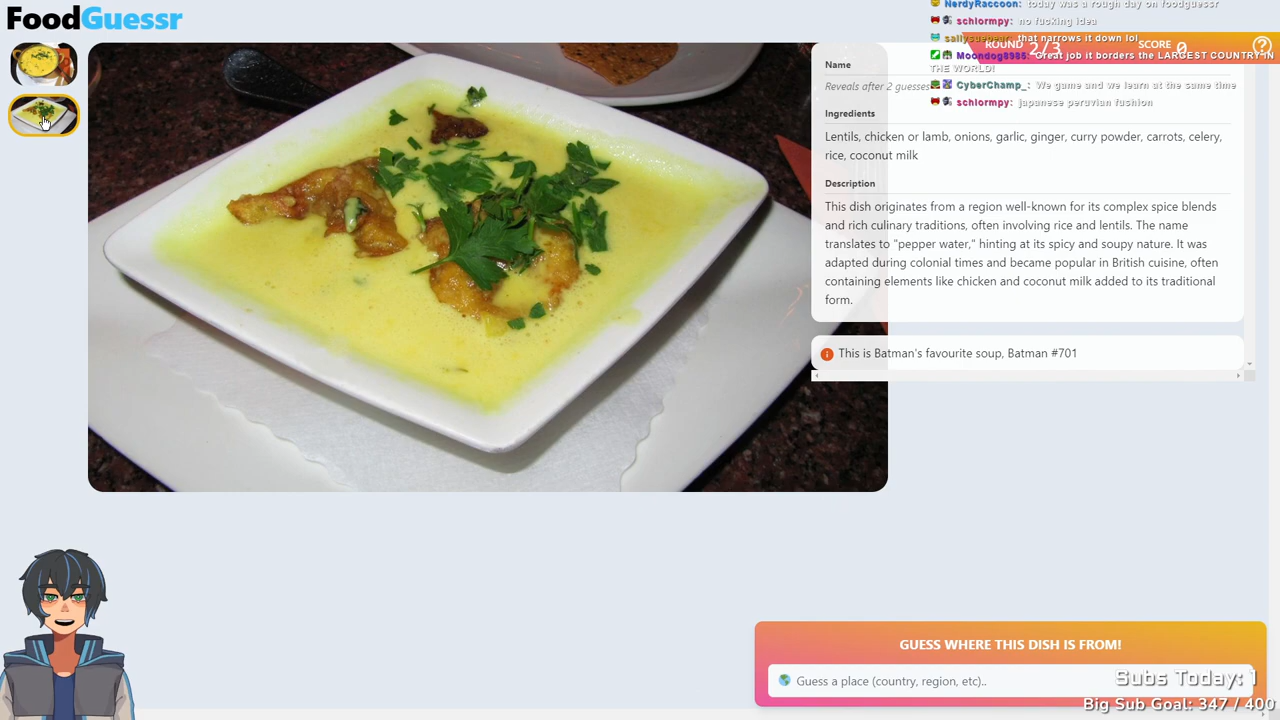 FoodGuessr
NerdyRaccoon: today was a rough day on foodguessr
schlormpy: no fucking idea
sallysuebear: that narrows it down lol
Moondog8985: Great job it borders the LARGEST COUNTRY IN
THE WORLD!
CyberChamp_: We game and we learn at the same time
schlormpy: japanese peruvian fushion
ROUND 2/3
SCORE 0
Name
Reveals after 2 guesses
Ingredients
Lentils, chicken or lamb, onions, garlic, ginger, curry powder, carrots, celery,
rice, coconut milk
Description
This dish originates from a region well-known for its complex spice blends
and rich culinary traditions, often involving rice and lentils. The name
translates to "pepper water," hinting at its spicy and soupy nature. It was
adapted during colonial times and became popular in British cuisine, often
containing elements like chicken and coconut milk added to its traditional
form.
This is Batman's favourite soup, Batman #701
GUESS WHERE THIS DISH IS FROM!
Guess a place (country, region, etc)..
Subs Today: 1
Big Sub Goal: 347 / 400